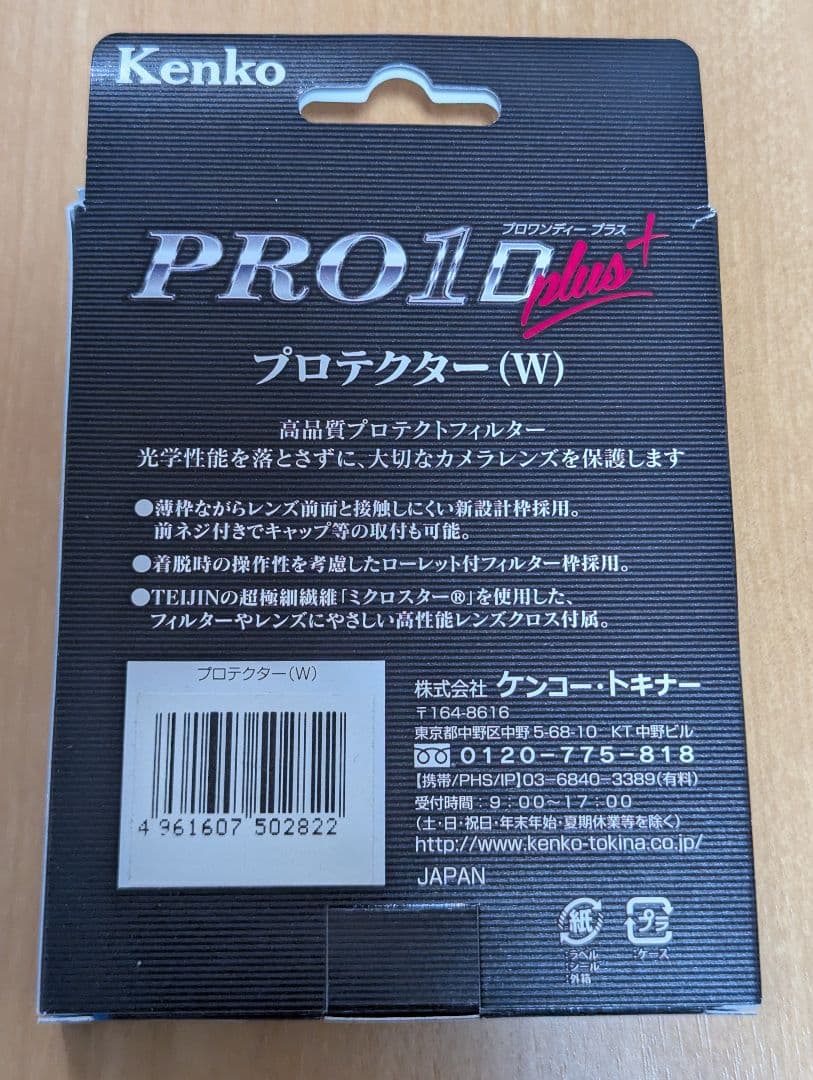 Kenko
プロワンディー プラス
PRO1D plus+
プロテクター(W)
高品質プロテクトフィルター
光学性能を落とさずに、大切なカメラレンズを保護します
●薄枠ながらレンズ前面と接触しにくい新設計枠採用。
前ネジ付きでキャップ等の取付も可能。
●着脱時の操作性を考慮したローレット付フィルター枠採用。
●TEIJINの超極細繊維「ミクロスター®」を使用した、
フィルターやレンズにやさしい高性能レンズクロス付属。
プロテクター(W)
4 961607 502822
株式会社 ケンコー・トキナー
〒164-8616
東京都中野区中野 5-68-10 KT 中野ビル
0120-775-818
【携帯/PHS/IP】03-6840-3389(有料)
受付時間:9:00〜17:00
(土・日・祝日・年末年始・夏期休業等を除く)
http://www.kenko-tokina.co.jp/
JAPAN
紙
:ラベル
:シール
:外箱
プラ
:ケース